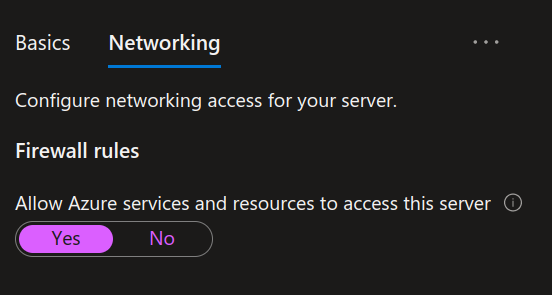 Basics Networking ...
Configure networking access for your server.
Firewall rules
Allow Azure services and resources to access this server
Yes No